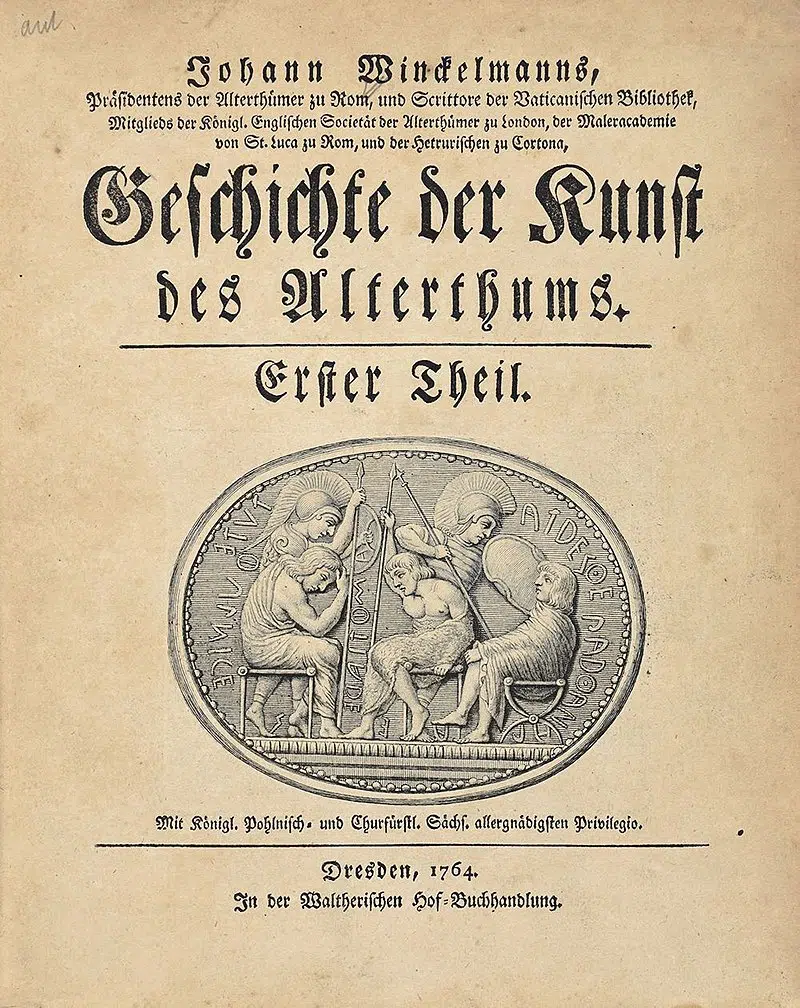 Johann Winckelmanns,
Präsidentens der Alterthümer zu Rom, und Scrittore der Vaticanischen Bibliothek,
Mitglieds der Königl. Englischen Societät der Alterthümer zu London, der Maleracademie
von St. Luca zu Rom, und der Hetrurischen zu Cortona,
Geschichte der Kunst
des Alterthums.
Erster Theil.
Mit Königl. Pohlnisch- und Churfürstl. Sächs. allergnädigsten Privilegio.
Dresden, 1764.
In der Waltherischen Hof-Buchhandlung.